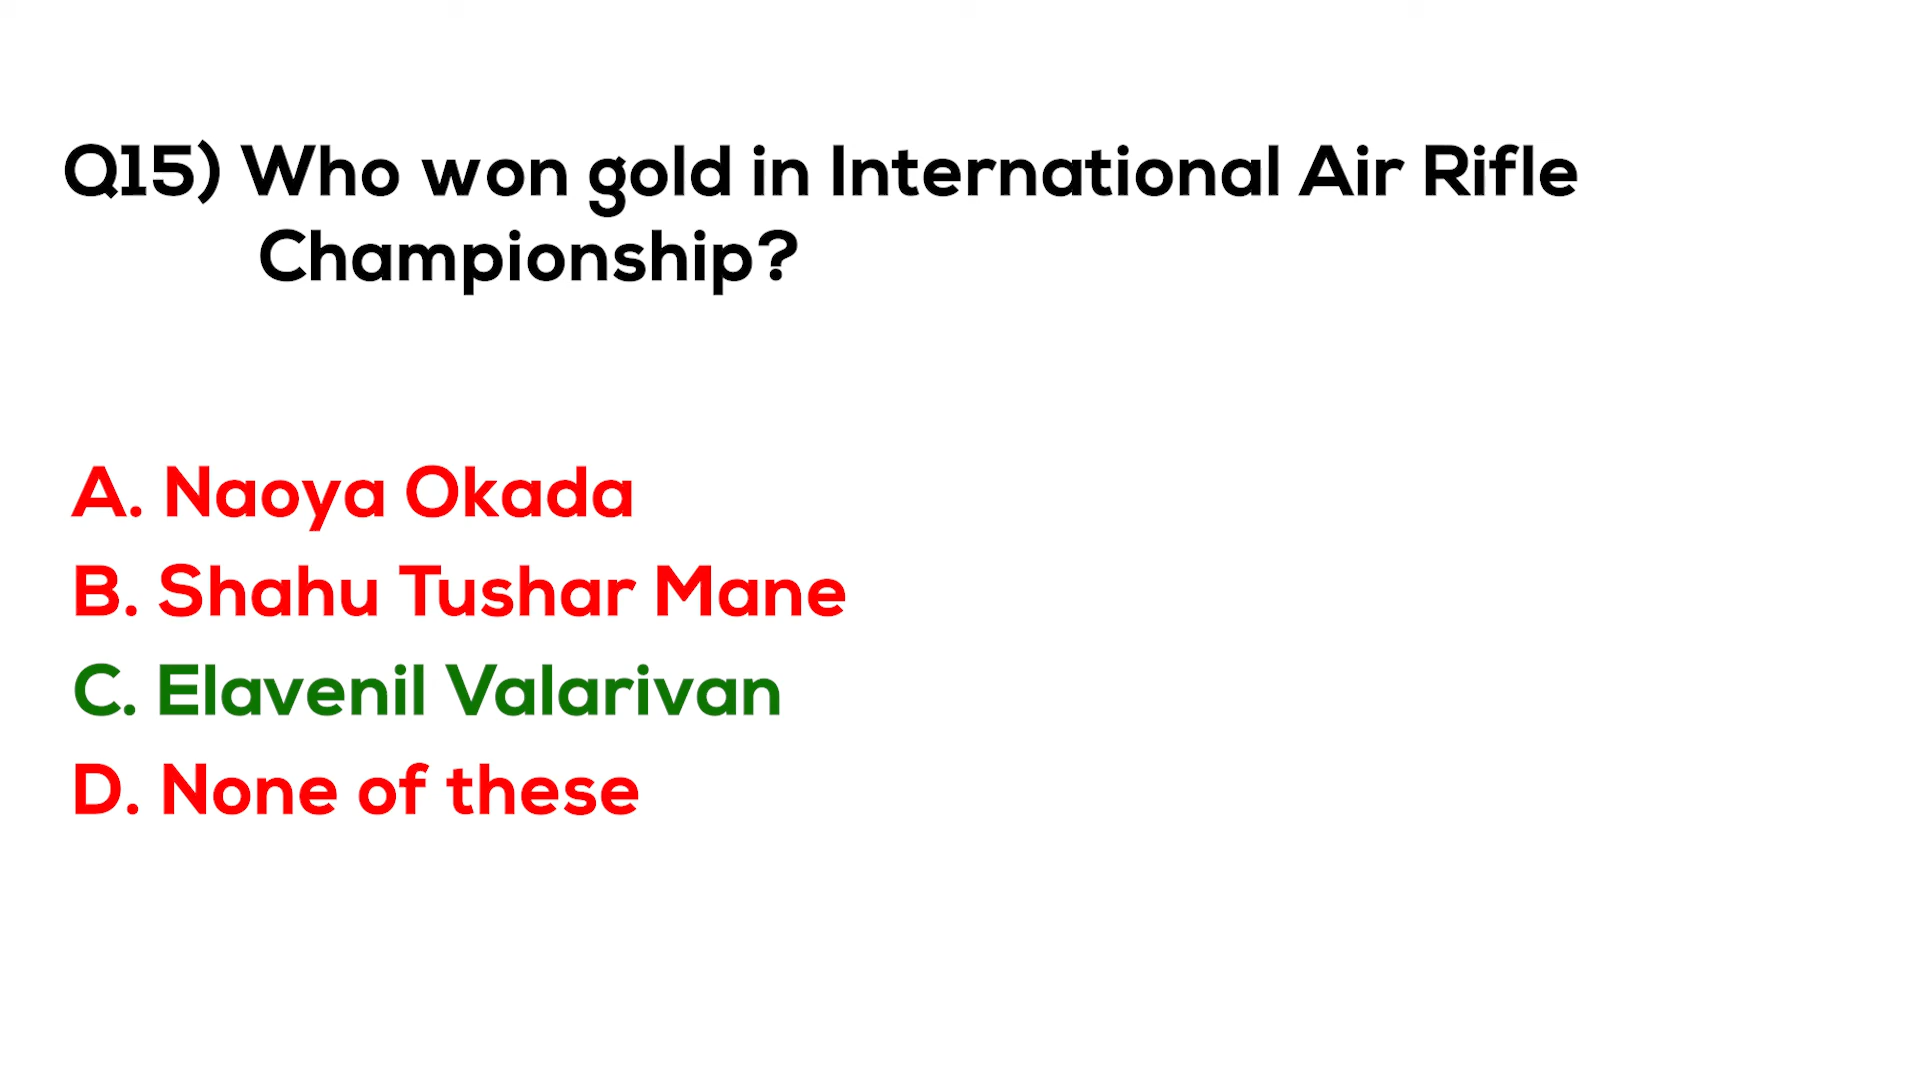 Q15) Who won gold in International Air Rifle
Championship?
A. Naoya Okada
B. Shahu Tushar Mane
C. Elavenil Valarivan
D. None of these